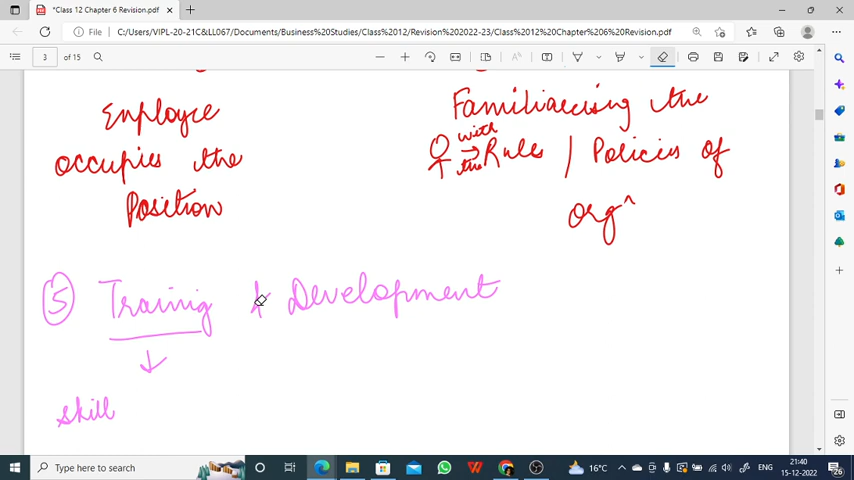 *Class 12 Chapter 6 Revision.pdf
File
C:/Users/VIPL-20-21C&LL067/Documents/Business%20Studies/Class%2012/Revision%202022-23/Class%2012%20Chapter%206%20Revision.pdf
3 of 15
Employee
Familiarising the
occupies the
with
→ Rules / Policies of
the
Position
orgn
5 Training & Development
skill
Type here to search
16°C
ENG
21:40
15-12-2022
26